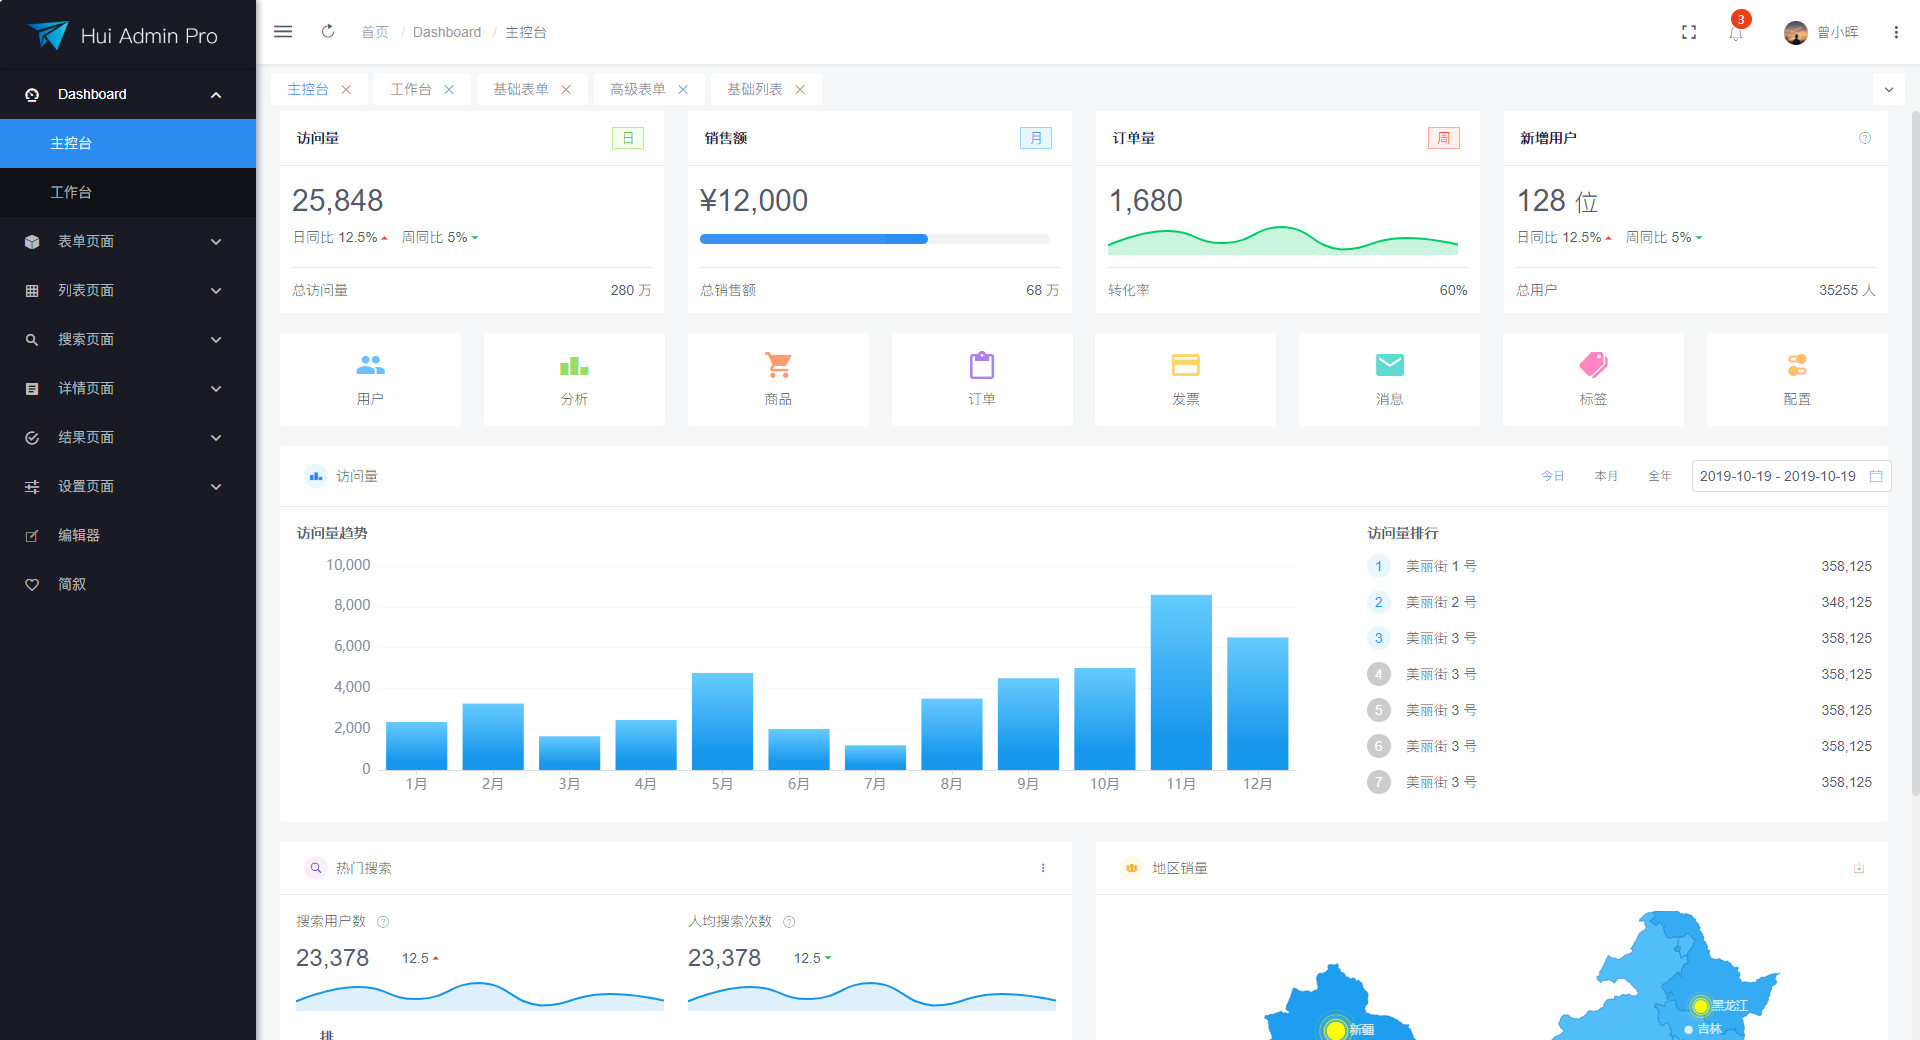 Hui Admin Pro
首页 / Dashboard / 主控台
3
曾小晖
Dashboard
主控台
工作台
表单页面
列表页面
搜索页面
详情页面
结果页面
设置页面
编辑器
简叙
主控台
工作台
基础表单
高级表单
基础列表
访问量 日
25,848
日同比 12.5% 周同比 5%
总访问量 280 万
销售额 月
¥12,000
总销售额 68 万
订单量 周
1,680
转化率 60%
新增用户
128 位
日同比 12.5% 周同比 5%
总用户 35255 人
用户
分析
商品
订单
发票
消息
标签
配置
访问量
今日 本月 全年 2019-10-19 - 2019-10-19
访问量趋势
10,000
8,000
6,000
4,000
2,000
0
1月 2月 3月 4月 5月 6月 7月 8月 9月 10月 11月 12月
访问量排行
1 美丽街 1 号 358,125
2 美丽街 2 号 348,125
3 美丽街 3 号 358,125
4 美丽街 3 号 358,125
5 美丽街 3 号 358,125
6 美丽街 3 号 358,125
7 美丽街 3 号 358,125
热门搜索
搜索用户数
23,378 12.5
人均搜索次数
23,378 12.5
排
地区销量
黑龙江
吉林
新疆